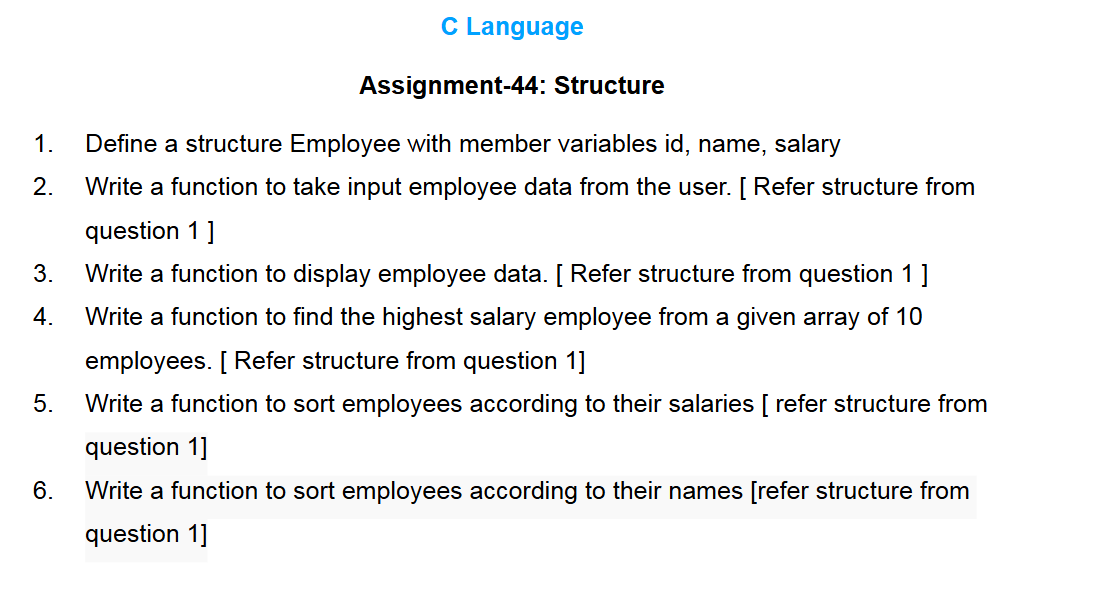 C Language
Assignment-44: Structure
1. Define a structure Employee with member variables id, name, salary
2. Write a function to take input employee data from the user. [ Refer structure from
question 1 ]
3. Write a function to display employee data. [ Refer structure from question 1 ]
4. Write a function to find the highest salary employee from a given array of 10
employees. [ Refer structure from question 1]
5. Write a function to sort employees according to their salaries [ refer structure from
question 1]
6. Write a function to sort employees according to their names [refer structure from
question 1]